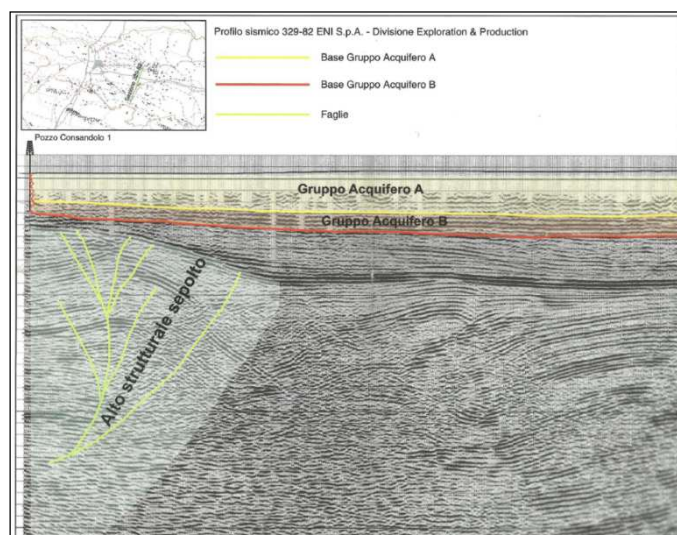 Profilo sismico 329-82 ENI S.p.A. - Divisione Exploration & Production
Base Gruppo Acquifero A
Base Gruppo Acquifero B
Faglie
Pozzo Consandolo 1
Gruppo Acquifero A
Gruppo Acquifero B
Alto strutturale sepolto